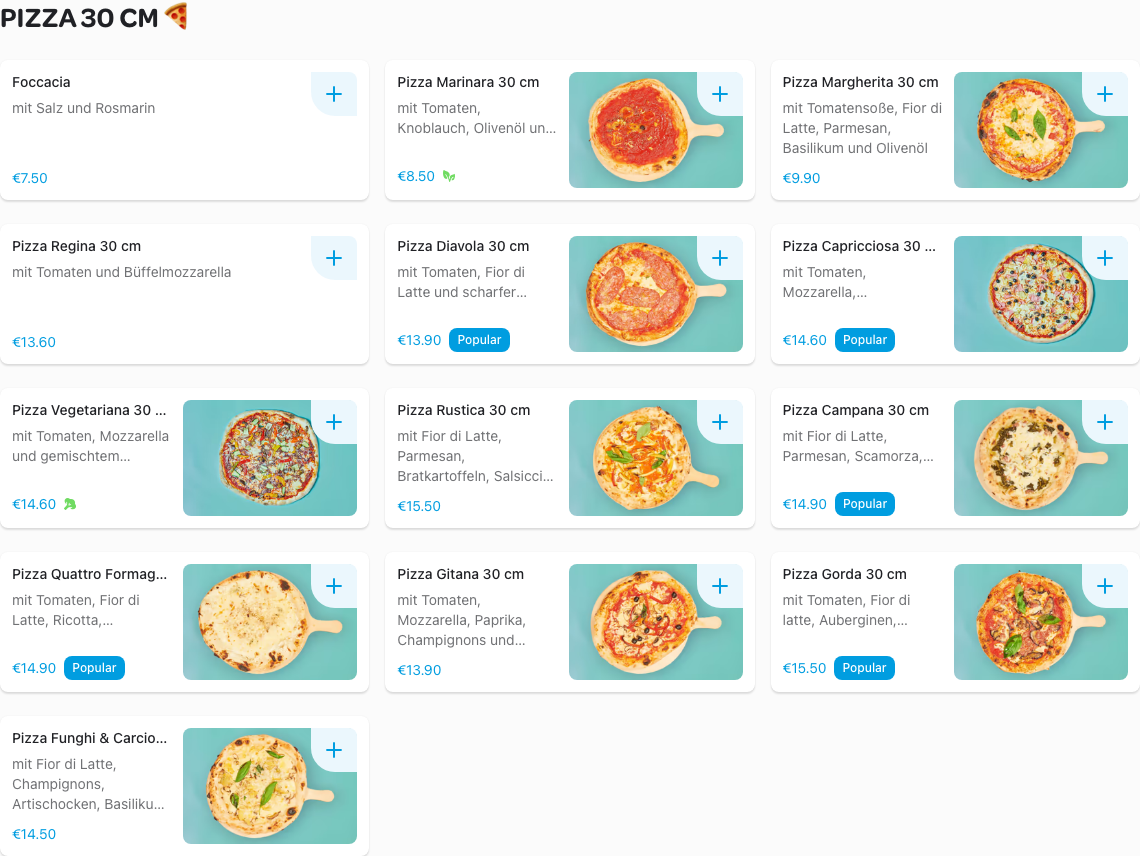 PIZZA 30 CM 🍕
Foccacia
mit Salz und Rosmarin
€7.50
Pizza Marinara 30 cm
mit Tomaten,
Knoblauch, Olivenöl un...
€8.50
Pizza Margherita 30 cm
mit Tomatensoße, Fior di
Latte, Parmesan,
Basilikum und Olivenöl
€9.90
Pizza Regina 30 cm
mit Tomaten und Büffelmozzarella
€13.60
Pizza Diavola 30 cm
mit Tomaten, Fior di
Latte und scharfer...
€13.90 Popular
Pizza Capricciosa 30 ...
mit Tomaten,
Mozzarella,...
€14.60 Popular
Pizza Vegetariana 30 ...
mit Tomaten, Mozzarella
und gemischtem...
€14.60
Pizza Rustica 30 cm
mit Fior di Latte,
Parmesan,
Bratkartoffeln, Salsicci...
€15.50
Pizza Campana 30 cm
mit Fior di Latte,
Parmesan, Scamorza,...
€14.90 Popular
Pizza Quattro Formag...
mit Tomaten, Fior di
Latte, Ricotta,...
€14.90 Popular
Pizza Gitana 30 cm
mit Tomaten,
Mozzarella, Paprika,
Champignons und...
€13.90
Pizza Gorda 30 cm
mit Tomaten, Fior di
latte, Auberginen,...
€15.50 Popular
Pizza Funghi & Carcio...
mit Fior di Latte,
Champignons,
Artischocken, Basiliku...
€14.50